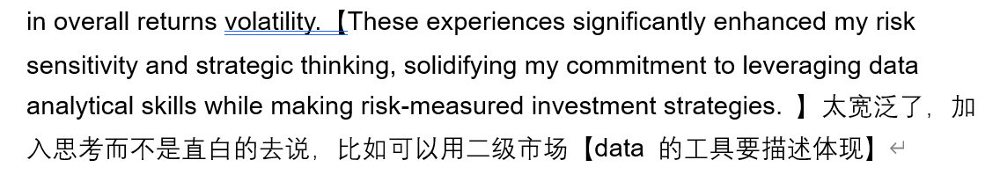 in overall returns volatility.【These experiences significantly enhanced my risk
sensitivity and strategic thinking, solidifying my commitment to leveraging data
analytical skills while making risk-measured investment strategies. 】太宽泛了，加
入思考而不是直白的去说，比如可以用二级市场【data 的工具要描述体现】